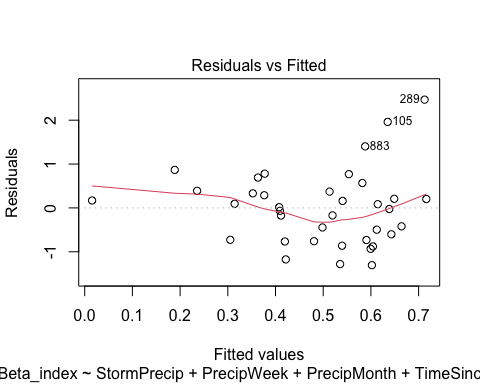 Residuals vs Fitted
Residuals
2
1
0
-1
289
105
883
0.0 0.1 0.2 0.3 0.4 0.5 0.6 0.7
Fitted values
Beta_index ~ StormPrecip + PrecipWeek + PrecipMonth + TimeSinc